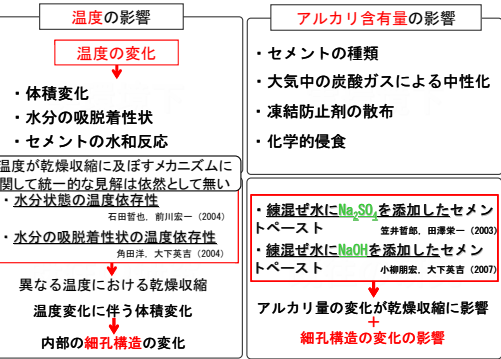 温度の影響
温度の変化
・体積変化
・水分の吸脱着性状
・セメントの水和反応
温度が乾燥収縮に及ぼすメカニズムに
関して統一的な見解は依然として無い
・水分状態の温度依存性
石田哲也，前川宏一（2004）
・水分の吸脱着性状の温度依存性
角田洋，大下英吉（2004）
異なる温度における乾燥収縮
温度変化に伴う体積変化
内部の細孔構造の変化
アルカリ含有量の影響
・セメントの種類
・大気中の炭酸ガスによる中性化
・凍結防止剤の散布
・化学的侵食
・練混ぜ水にNa2SO4を添加したセメン
トペースト 笠井哲郎，田澤栄一（2003）
・練混ぜ水にNaOHを添加したセメン
トペースト 小柳朋宏，大下英吉（2007）
アルカリ量の変化が乾燥収縮に影響
＋
細孔構造の変化の影響